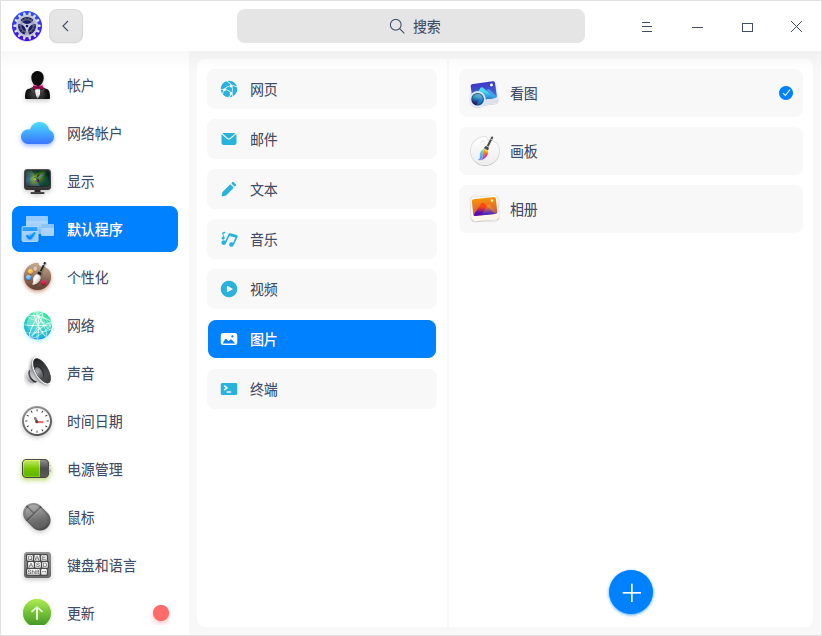 搜索
帐户
网络帐户
显示
默认程序
个性化
网络
声音
时间日期
电源管理
鼠标
键盘和语言
更新
网页
邮件
文本
音乐
视频
图片
终端
看图
画板
相册